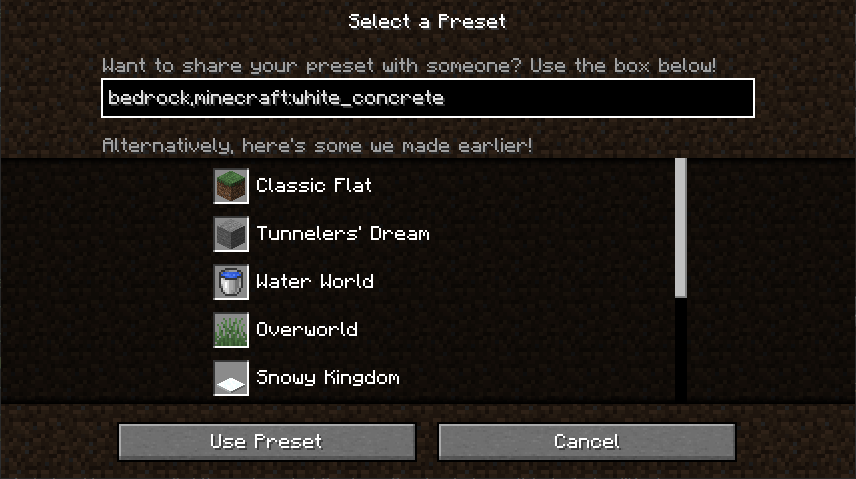 Select a Preset
Want to share your preset with someone? Use the box below!
bedrock,minecraft:white_concrete
Alternatively, here's some we made earlier!
Classic Flat
Tunnelers' Dream
Water World
Overworld
Snowy Kingdom
Use Preset
Cancel